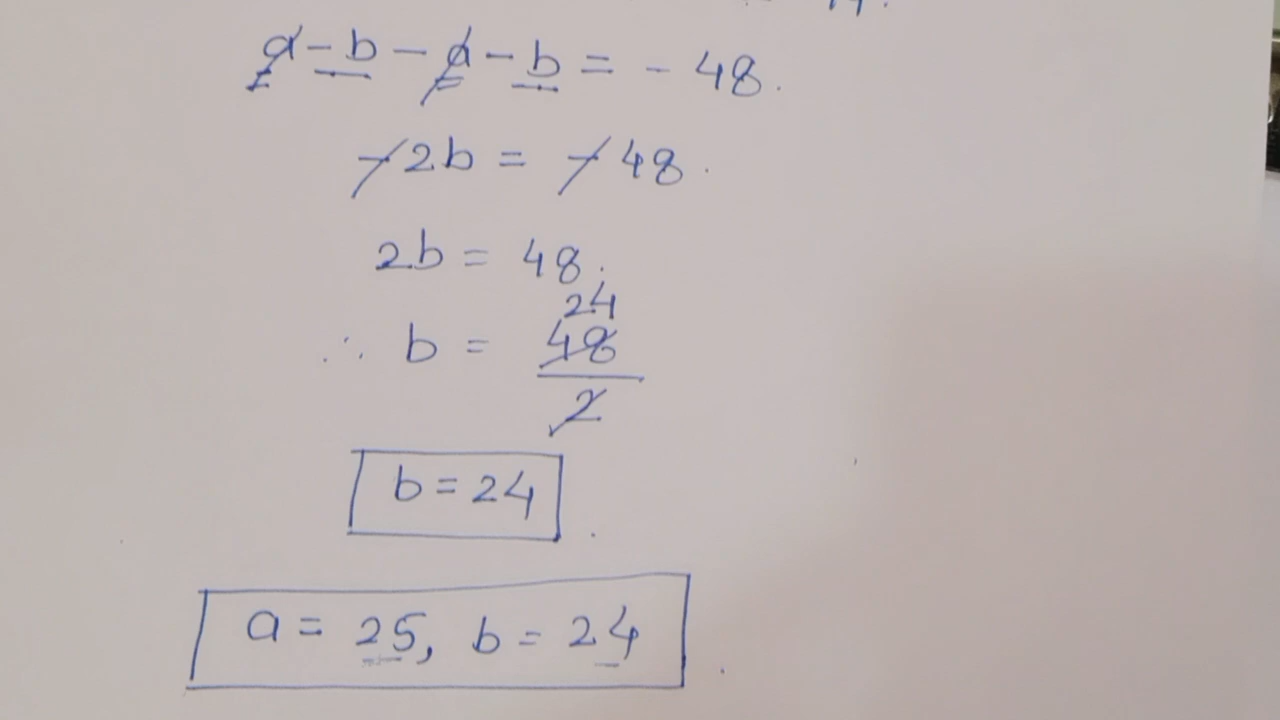 a - b - a - b = - 48.
- 2b = - 48.
2b = 48.
24
∴ b = 48
2
b = 24
a = 25, b = 24